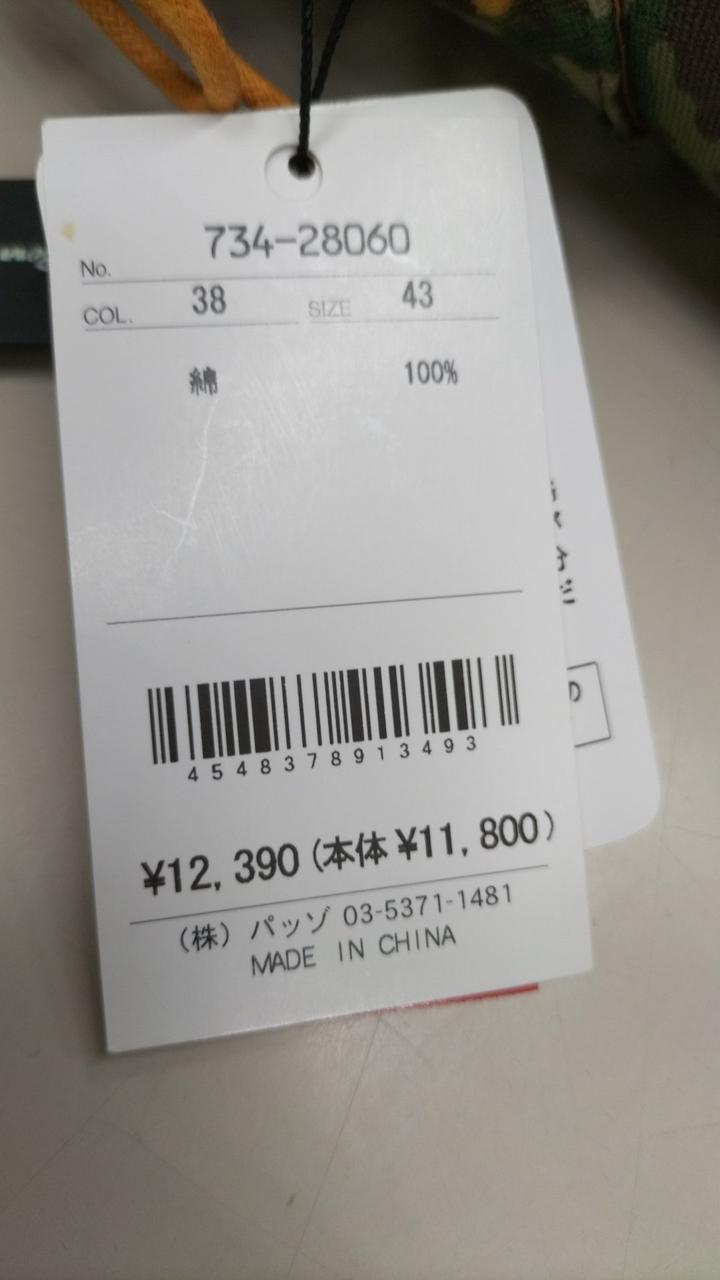 No. 734-28060
COL. 38 SIZE 43
綿 100%
4548378913493
¥12,390(本体¥11,800)
(株) パッゾ 03-5371-1481
MADE IN CHINA